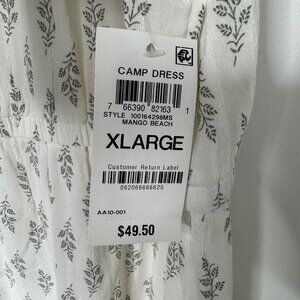 CAMP DRESS
7 66390 82163 1
STYLE 100164298MS
MANGO BEACH
XLARGE
Customer Return Label
082066666625
AA10-001
$49.50